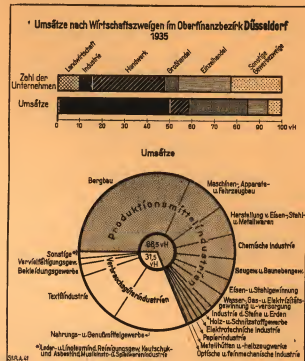 Umsätze nach Wirtschaftszweigen im Oberfinanzbezirk Düsseldorf
1935
Landwirtschaft
Industrie
Handwerk
Großhandel
Einzelhandel
Sonstige
Gewerbezweige
Zahl der
Unternehmen
Umsätze
0 10 20 30 40 50 60 70 80 90 100 vH
Umsätze
Bergbau
Maschinen-, Apparate-
u. Fahrzeugbau
Herstellung v. Eisen-, Stahl-
u. Metallwaren
Chemische Industrie
Baugew. u. Baunebengew.
Eisen- u. Stahlgewinnung
Wasser-, Gas- u. Elektrizitäts-
gewinnung u. -versorgung
Industrie d. Steine u. Erden
Holz- u. Schnitzstoffgewerbe
Elektrotechnische Industrie
Papierindustrie
Metallhütten u. -halbzeugwerke
Optische u. feinmechanische Industrie
Produktionsmittelindustrien
68,5 vH
31,5
vH
Verbrauchsgüterindustrien
Sonstige*)
Vervielfältigungsgew.
Bekleidungsgewerbe
Textilindustrie
Nahrungs- u. Genußmittelgewerbe
*) Leder- u. Linoleumind., Reinigungsgew., Kautschuk-
und Asbestind., Musikinstr.- u. Spielwarenindustrie